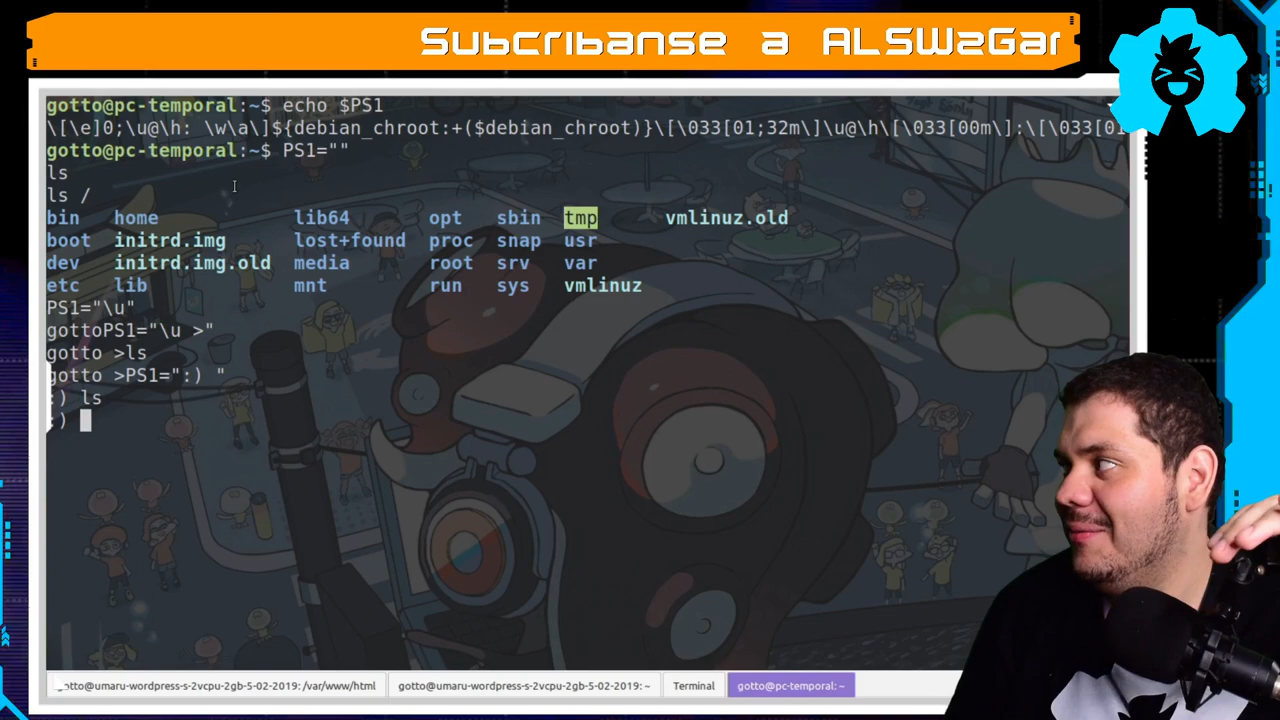 Subcribanse a ALSW2Gar
gotto@pc-temporal:~$ echo $PS1
\[\e]0;\u@\h: \w\a\]${debian_chroot:+($debian_chroot)}\[\033[01;32m\]\u@\h\[\033[00m\]:\[\033[01
gotto@pc-temporal:~$ PS1=""
ls
ls /
bin home lib64 opt sbin tmp vmlinuz.old
boot initrd.img lost+found proc snap usr
dev initrd.img.old media root srv var
etc lib mnt run sys vmlinuz
PS1="\u"
gottoPS1="\u >"
gotto >ls
gotto >PS1=":) "
:) ls
:)
gotto@umaru-wordpress-s-2vcpu-2gb-5-02-2019: /var/www/html
gotto@umaru-wordpress-s-2vcpu-2gb-5-02-2019: ~
Terminal
gotto@pc-temporal: ~